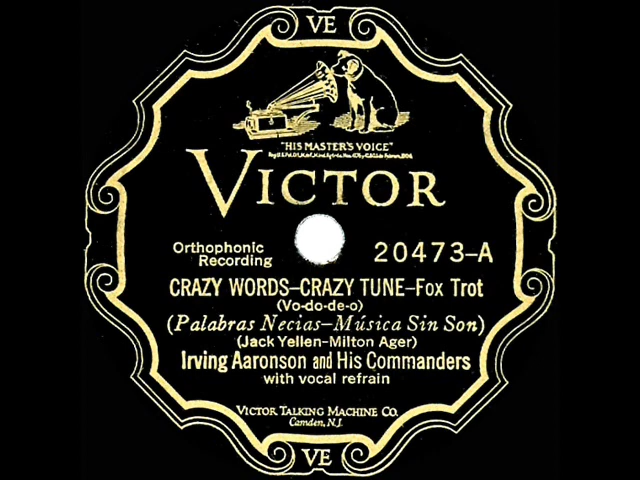 VE
"HIS MASTER'S VOICE"
VICTOR
Orthophonic
Recording
20473-A
CRAZY WORDS-CRAZY TUNE-Fox Trot
(Vo-do-de-o)
(Palabras Necias-Música Sin Son)
(Jack Yellen-Milton Ager)
Irving Aaronson and His Commanders
with vocal refrain
VICTOR TALKING MACHINE CO.
Camden, N.J.
VE